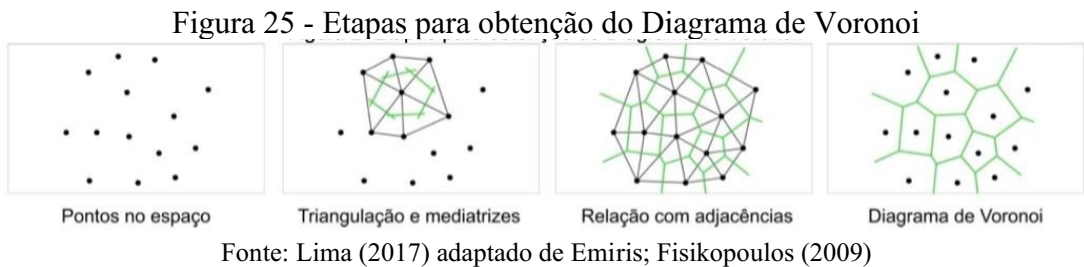 Figura 25 - Etapas para obtenção do Diagrama de Voronoi
Pontos no espaço
Triangulação e mediatrizes
Relação com adjacências
Diagrama de Voronoi
Fonte: Lima (2017) adaptado de Emiris; Fisikopoulos (2009)